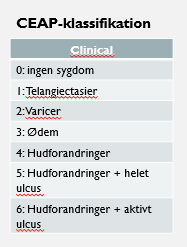 CEAP-klassifikation
Clinical
0: ingen sygdom
1: Telangiectasier
2: Varicer
3: Ødem
4: Hudforandringer
5: Hudforandringer + helet
ulcus
6: Hudforandringer + aktivt
ulcus